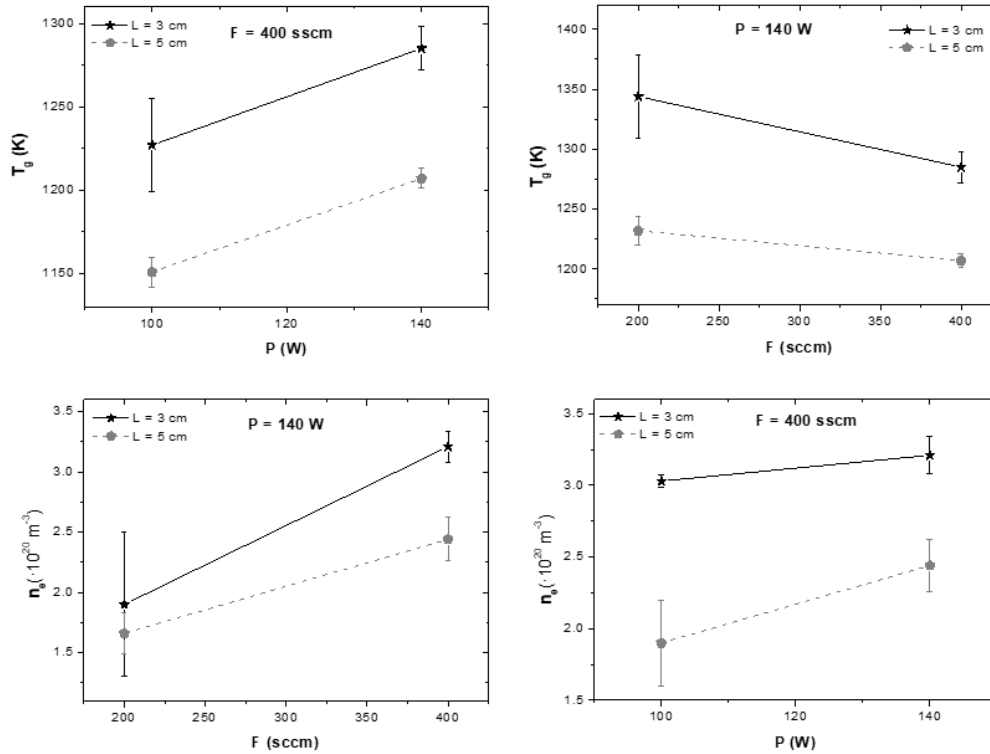 L = 3 cm
L = 5 cm
F = 400 sscm
1300
1250
1200
1150
T_g (K)
100
120
140
P (W)
P = 140 W
L = 3 cm
L = 5 cm
1400
1350
1300
1250
1200
T_g (K)
200
250
300
350
400
F (sccm)
L = 3 cm
L = 5 cm
P = 140 W
3.5
3.0
2.5
2.0
1.5
n_e (·10^20 m^-3)
200
250
300
350
400
F (sccm)
L = 3 cm
L = 5 cm
F = 400 sscm
3.5
3.0
2.5
2.0
1.5
n_e (·10^20 m^-3)
100
120
140
P (W)